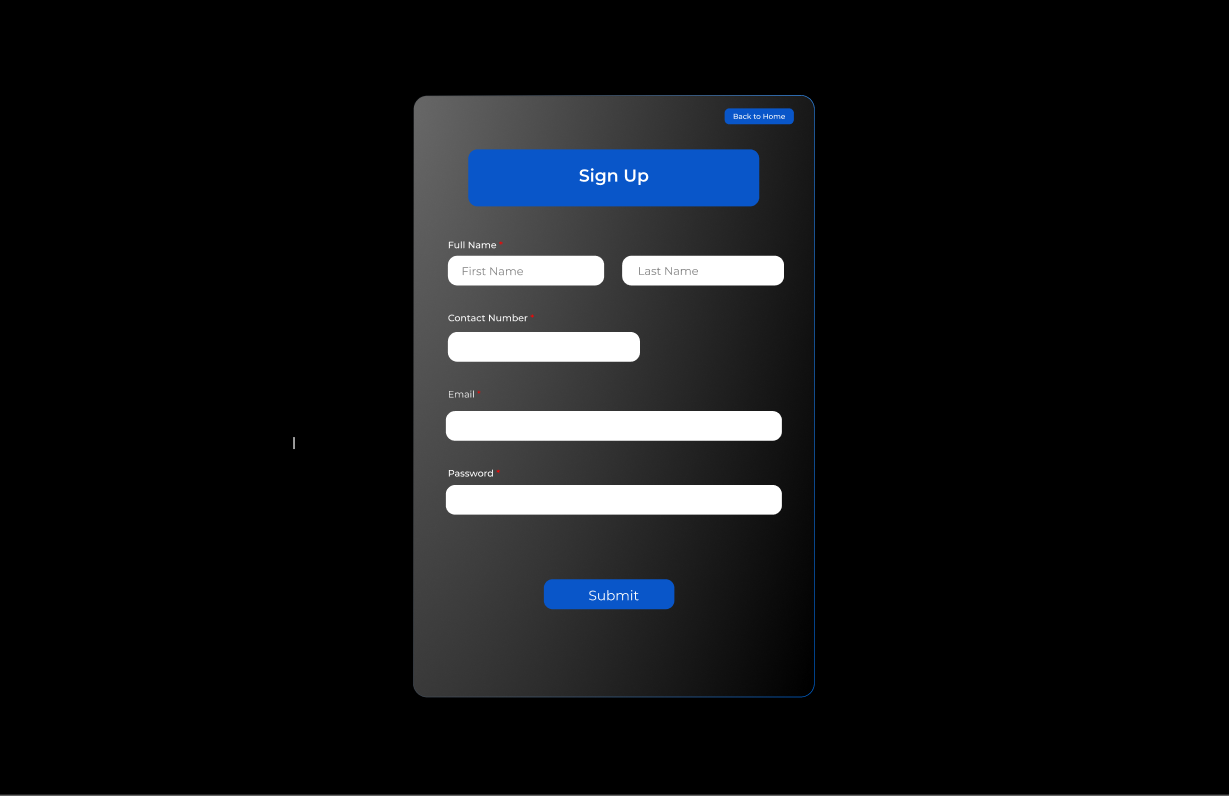 Back to Home
Sign Up
Full Name *
First Name Last Name
Contact Number *
Email *
Password *
Submit